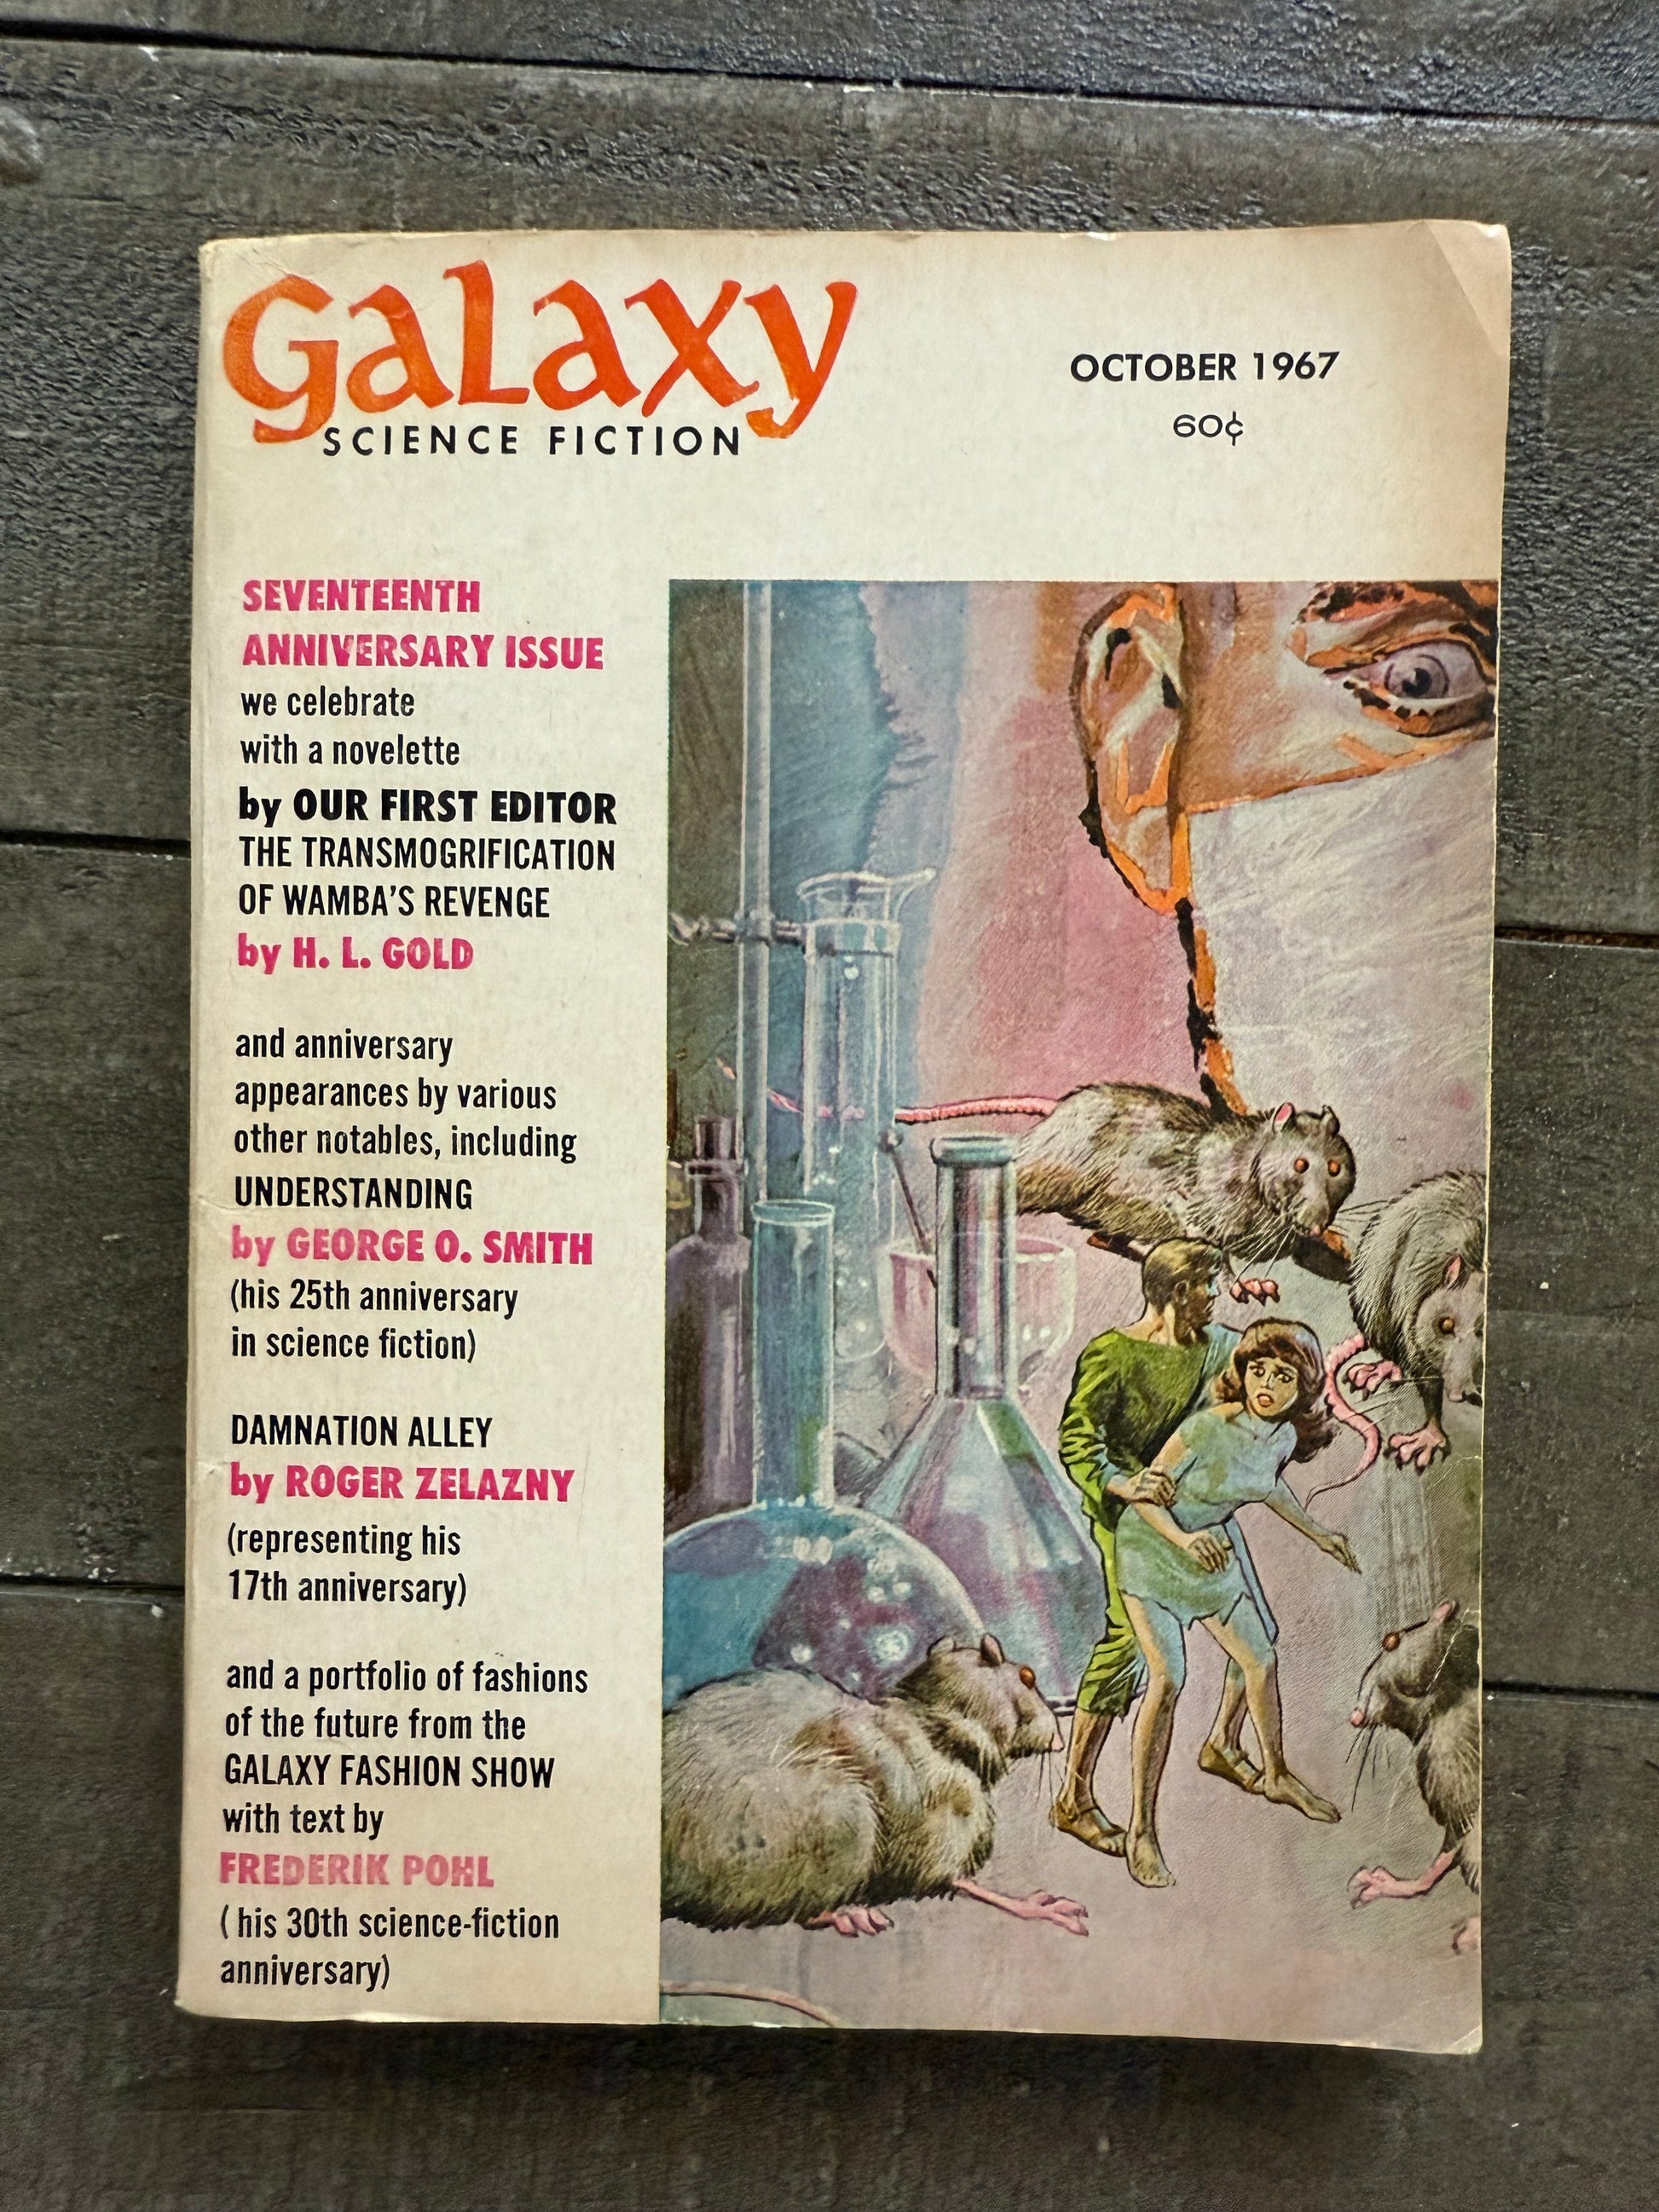 Galaxy
SCIENCE FICTION
OCTOBER 1967
60¢
SEVENTEENTH
ANNIVERSARY ISSUE
we celebrate
with a novelette
by OUR FIRST EDITOR
THE TRANSMOGRIFICATION
OF WAMBA'S REVENGE
by H. L. GOLD
and anniversary
appearances by various
other notables, including
UNDERSTANDING
by GEORGE O. SMITH
(his 25th anniversary
in science fiction)
DAMNATION ALLEY
by ROGER ZELAZNY
(representing his
17th anniversary)
and a portfolio of fashions
of the future from the
GALAXY FASHION SHOW
with text by
FREDERIK POHL
( his 30th science-fiction
anniversary)